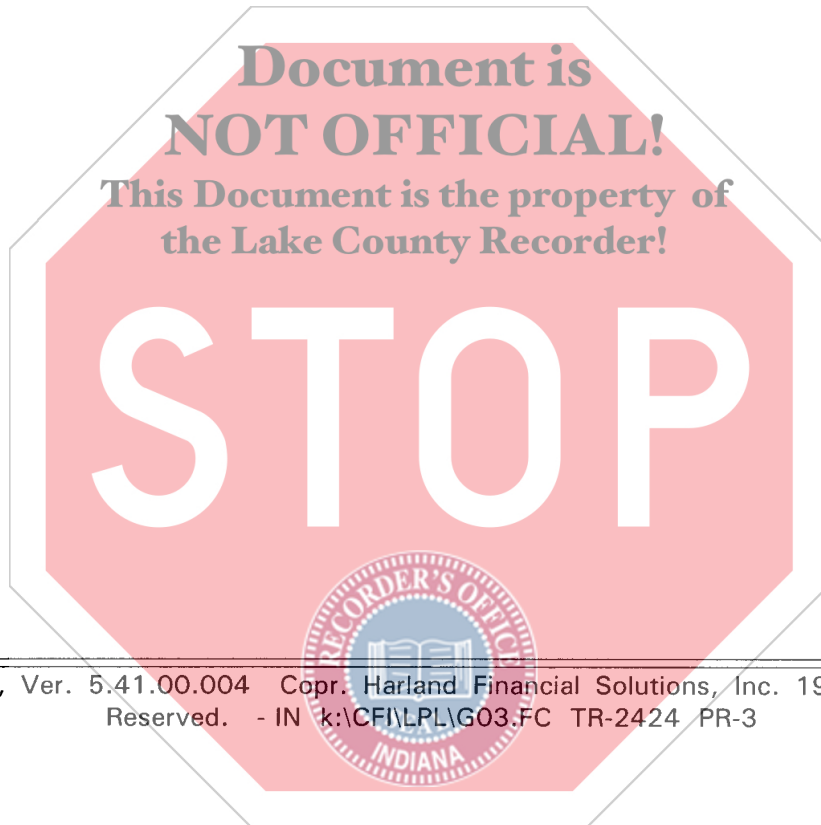 Document is
NOT OFFICIAL!
This Document is the property of
the Lake County Recorder!
STOP
RECORDER'S OFFICE
Ver. 5.41.00.004 Copr. Harland Financial Solutions, Inc. 19
Reserved. - IN k:\CFI\LPL\G03.FC TR-2424 PR-3
INDIANA